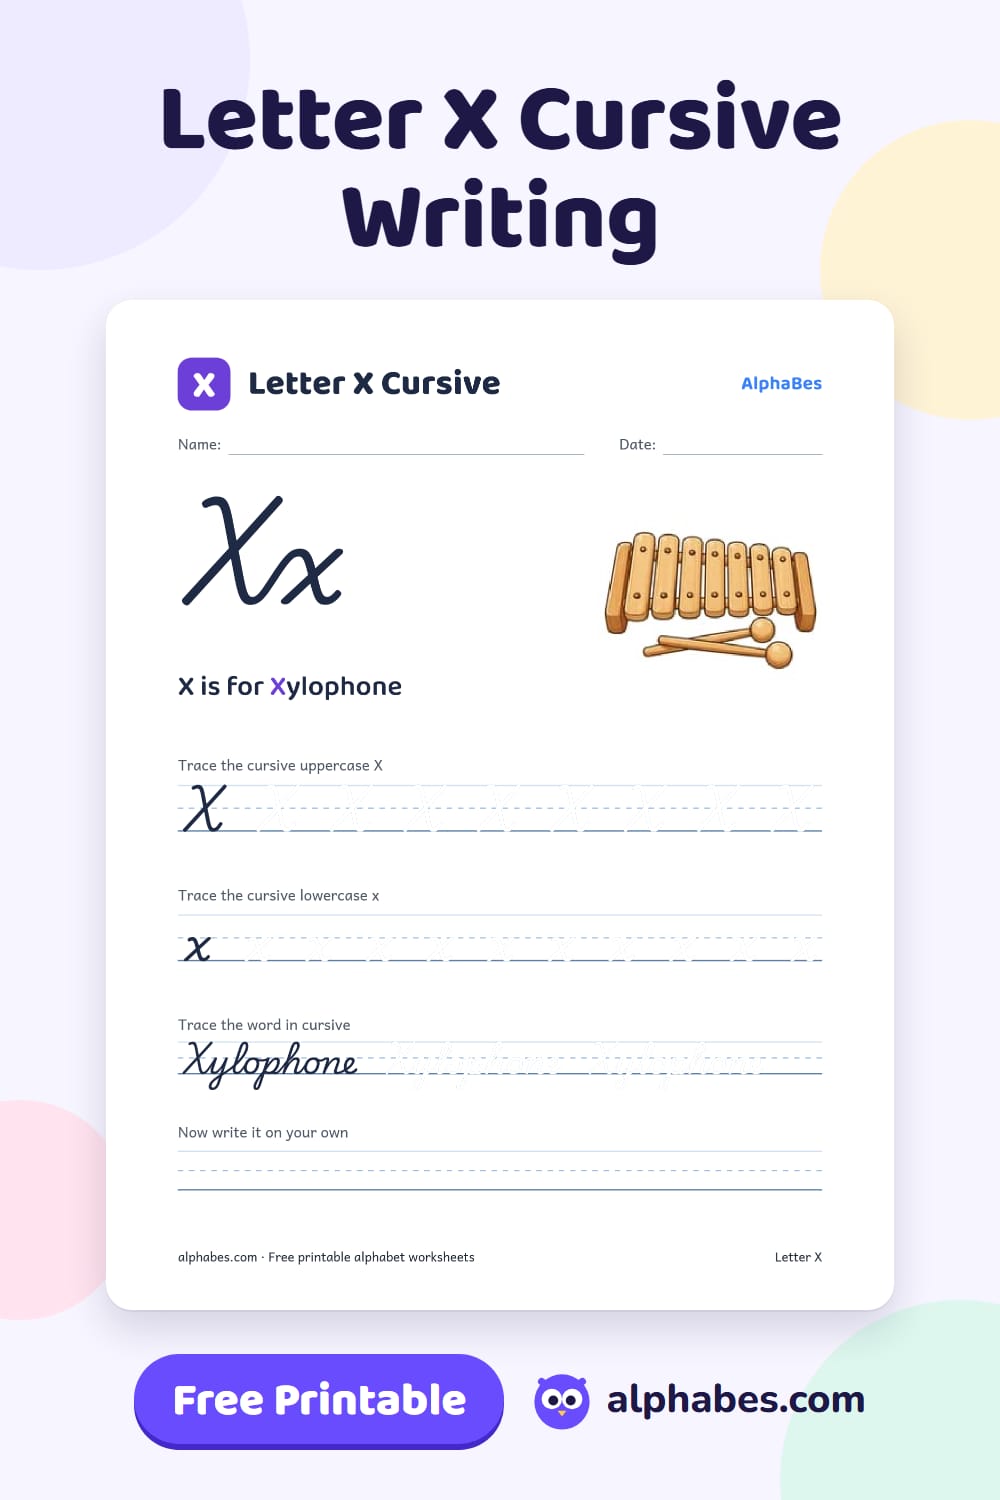 Letter X Cursive
Writing
X Letter X Cursive AlphaBes
Name: Date:
Xx
X is for Xylophone
Trace the cursive uppercase X
X
Trace the cursive lowercase x
x
Trace the word in cursive
Xylophone Xylophone Xylophone
Now write it on your own
alphabes.com · Free printable alphabet worksheets Letter X
Free Printable alphabes.com